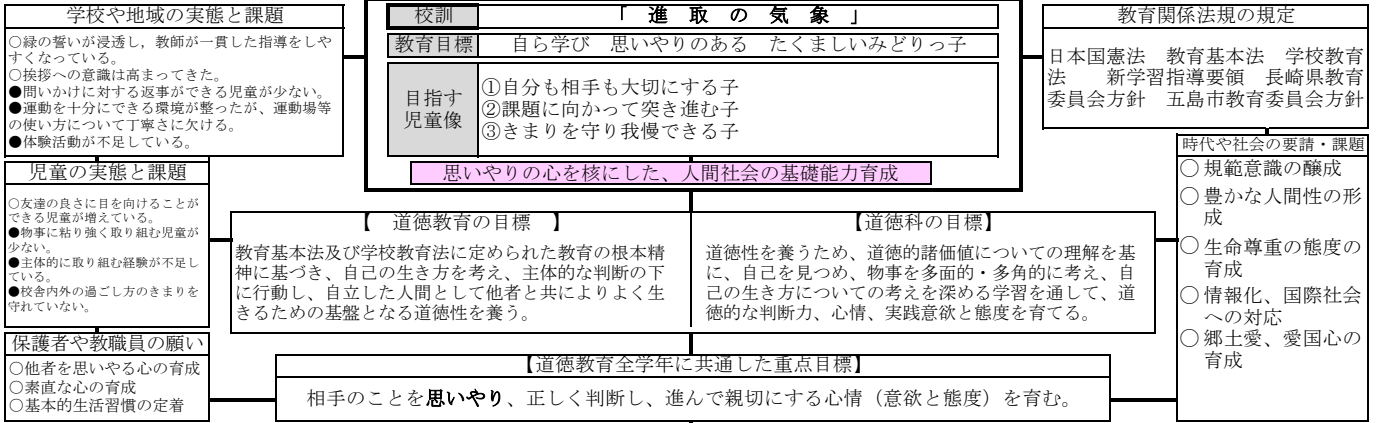 学校や地域の実態と課題
○緑の誓いが浸透し，教師が一貫した指導をしや
すくなっている。
○挨拶への意識は高まってきた。
●問いかけに対する返事ができる児童が少ない。
●運動を十分にできる環境が整ったが、運動場等
の使い方について丁寧さに欠ける。
●体験活動が不足している。
児童の実態と課題
○友達の良さに目を向けることが
できる児童が増えている。
●物事に粘り強く取り組む児童が
少ない。
●主体的に取り組む経験が不足し
ている。
●校舎内外の過ごし方のきまりを
守れていない。
保護者や教職員の願い
○他者を思いやる心の育成
○素直な心の育成
○基本的生活習慣の定着
校訓
「 進 取 の 気 象 」
教育目標
自ら学び 思いやりのある たくましいみどりっ子
目指す
児童像
①自分も相手も大切にする子
②課題に向かって突き進む子
③きまりを守り我慢できる子
思いやりの心を核にした、人間社会の基礎能力育成
【 道徳教育の目標 】
教育基本法及び学校教育法に定められた教育の根本精
神に基づき、自己の生き方を考え、主体的な判断の下
に行動し、自立した人間として他者と共によりよく生
きるための基盤となる道徳性を養う。
【道徳科の目標】
道徳性を養うため、道徳的諸価値についての理解を基
に、自己を見つめ、物事を多面的・多角的に考え、自
己の生き方についての考えを深める学習を通して、道
徳的な判断力、心情、実践意欲と態度を育てる。
【道徳教育全学年に共通した重点目標】
相手のことを思いやり、正しく判断し、進んで親切にする心情（意欲と態度）を育む。
教育関係法規の規定
日本国憲法 教育基本法 学校教育
法 新学習指導要領 長崎県教育
委員会方針 五島市教育委員会方針
時代や社会の要請・課題
○ 規範意識の醸成
○ 豊かな人間性の形
成
○ 生命尊重の態度の
育成
○ 情報化、国際社会
への対応
○ 郷土愛、愛国心の
育成